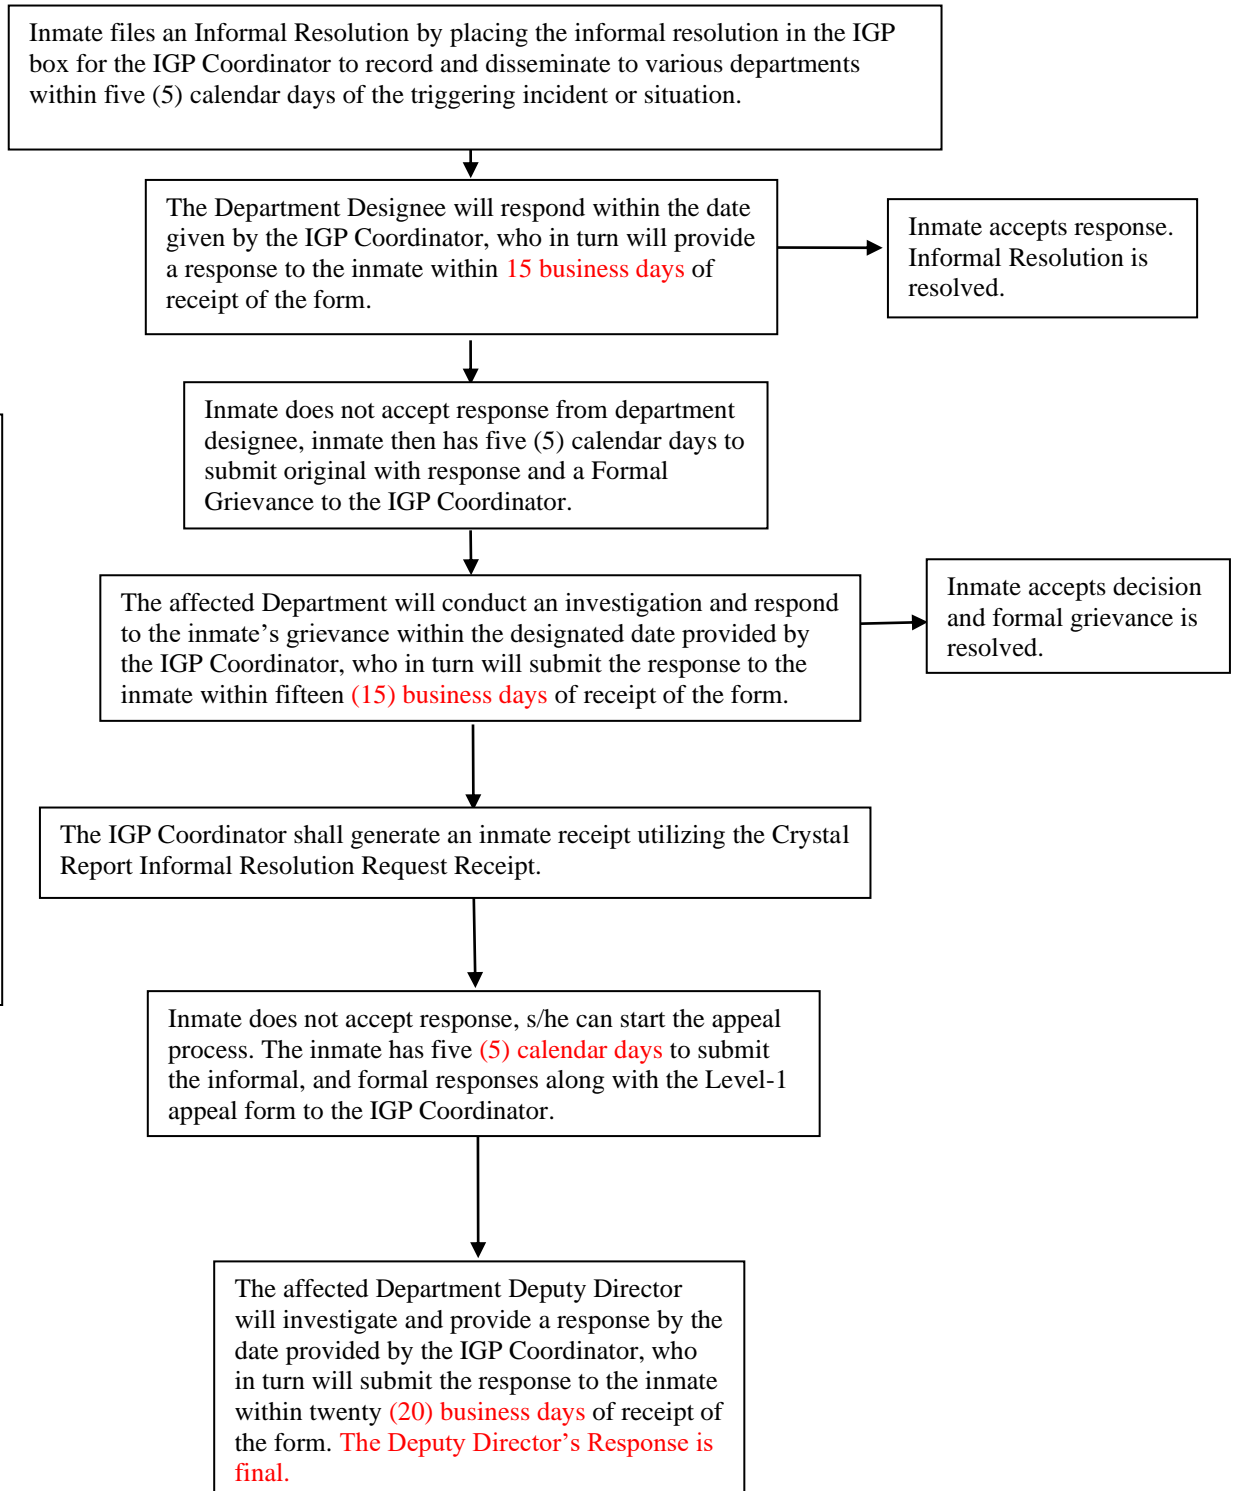 Inmate files an Informal Resolution by placing the informal resolution in the IGP
box for the IGP Coordinator to record and disseminate to various departments
within five (5) calendar days of the triggering incident or situation.
The Department Designee will respond within the date
given by the IGP Coordinator, who in turn will provide
a response to the inmate within 15 business days of
receipt of the form.
Inmate accepts response.
Informal Resolution is
resolved.
Inmate does not accept response from department
designee, inmate then has five (5) calendar days to
submit original with response and a Formal
Grievance to the IGP Coordinator.
The affected Department will conduct an investigation and respond
to the inmate’s grievance within the designated date provided by
the IGP Coordinator, who in turn will submit the response to the
inmate within fifteen (15) business days of receipt of the form.
Inmate accepts decision
and formal grievance is
resolved.
The IGP Coordinator shall generate an inmate receipt utilizing the Crystal
Report Informal Resolution Request Receipt.
Inmate does not accept response, s/he can start the appeal
process. The inmate has five (5) calendar days to submit
the informal, and formal responses along with the Level-1
appeal form to the IGP Coordinator.
The affected Department Deputy Director
will investigate and provide a response by the
date provided by the IGP Coordinator, who
in turn will submit the response to the inmate
within twenty (20) business days of receipt of
the form. The Deputy Director’s Response is
final.